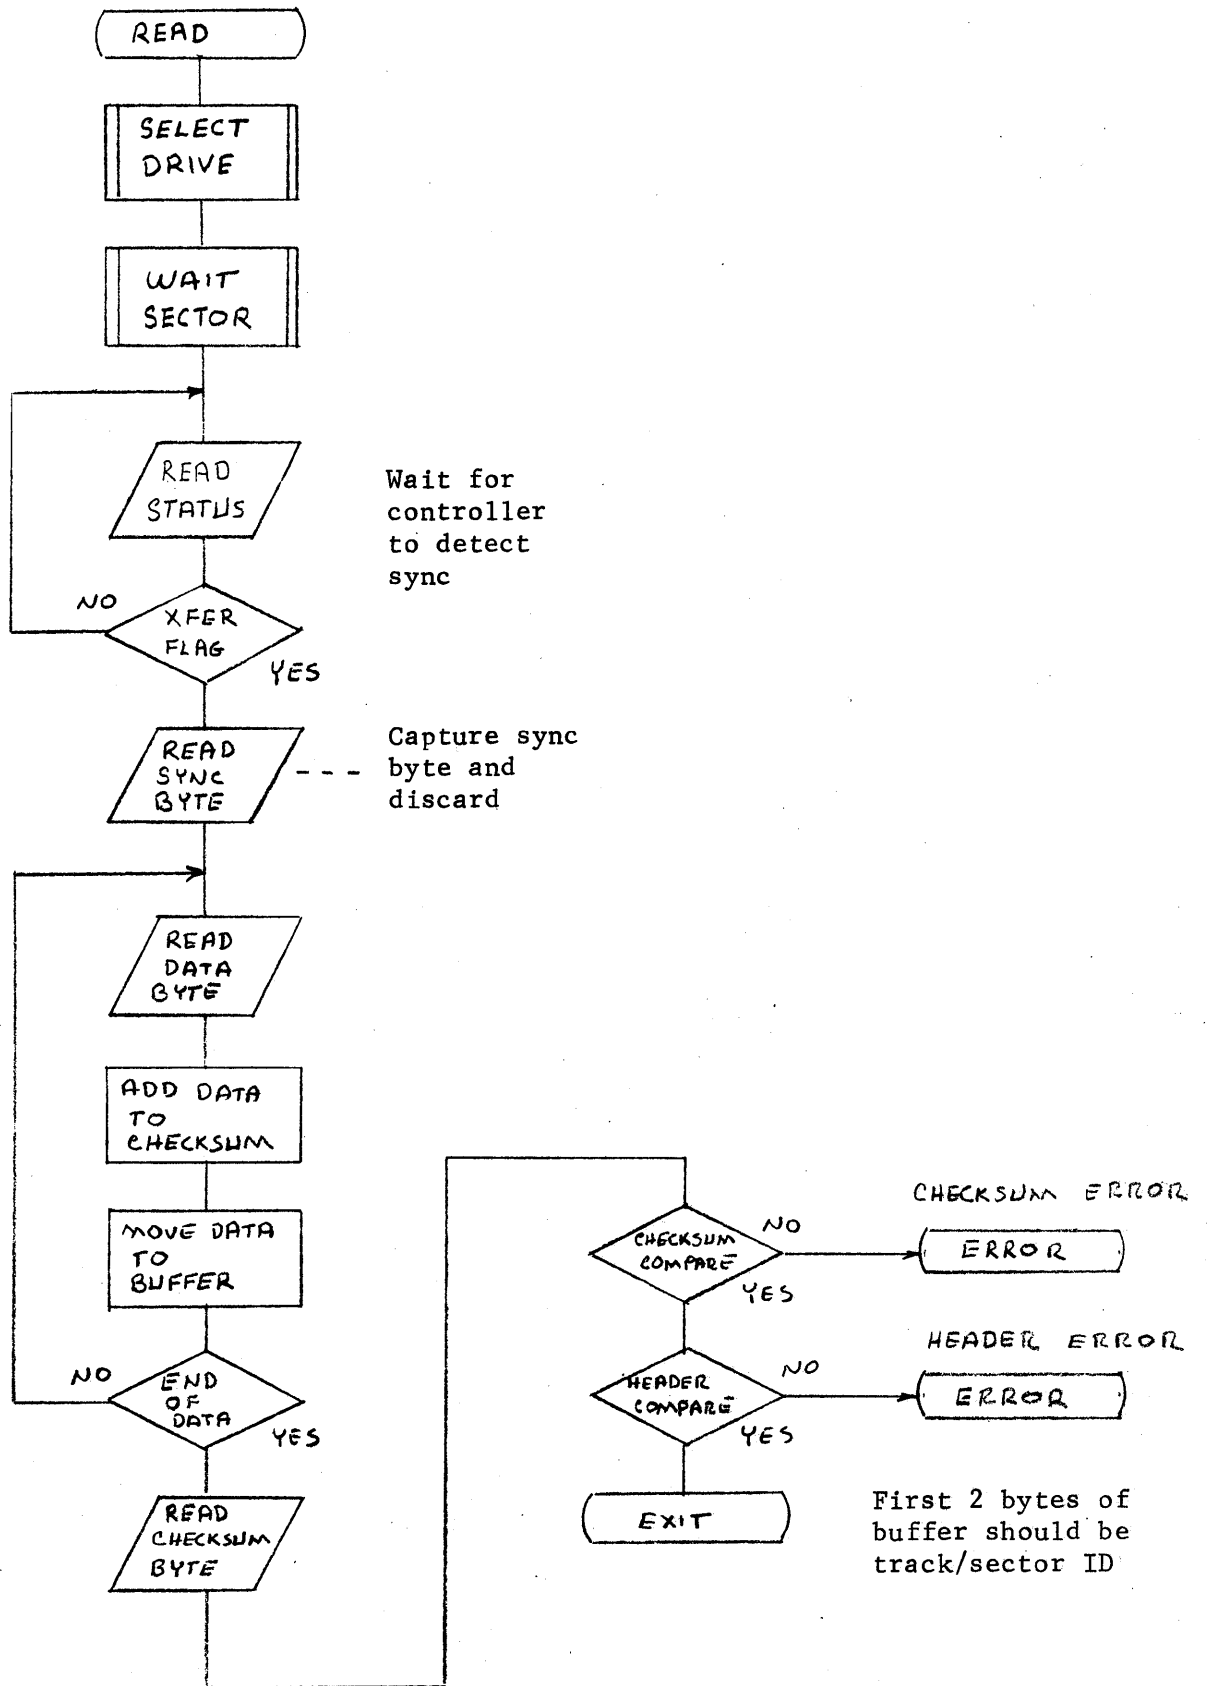 READ
SELECT
DRIVE
WAIT
SECTOR
READ
STATUS
Wait for
controller
to detect
sync
NO
XFER
FLAG
YES
READ
SYNC
BYTE
Capture sync
byte and
discard
READ
DATA
BYTE
ADD DATA
TO
CHECKSUM
MOVE DATA
TO
BUFFER
NO
END
OF
DATA
YES
READ
CHECKSUM
BYTE
CHECKSUM
COMPARE
NO
YES
CHECKSUM ERROR
ERROR
HEADER
COMPARE
NO
YES
HEADER ERROR
ERROR
EXIT
First 2 bytes of
buffer should be
track/sector ID